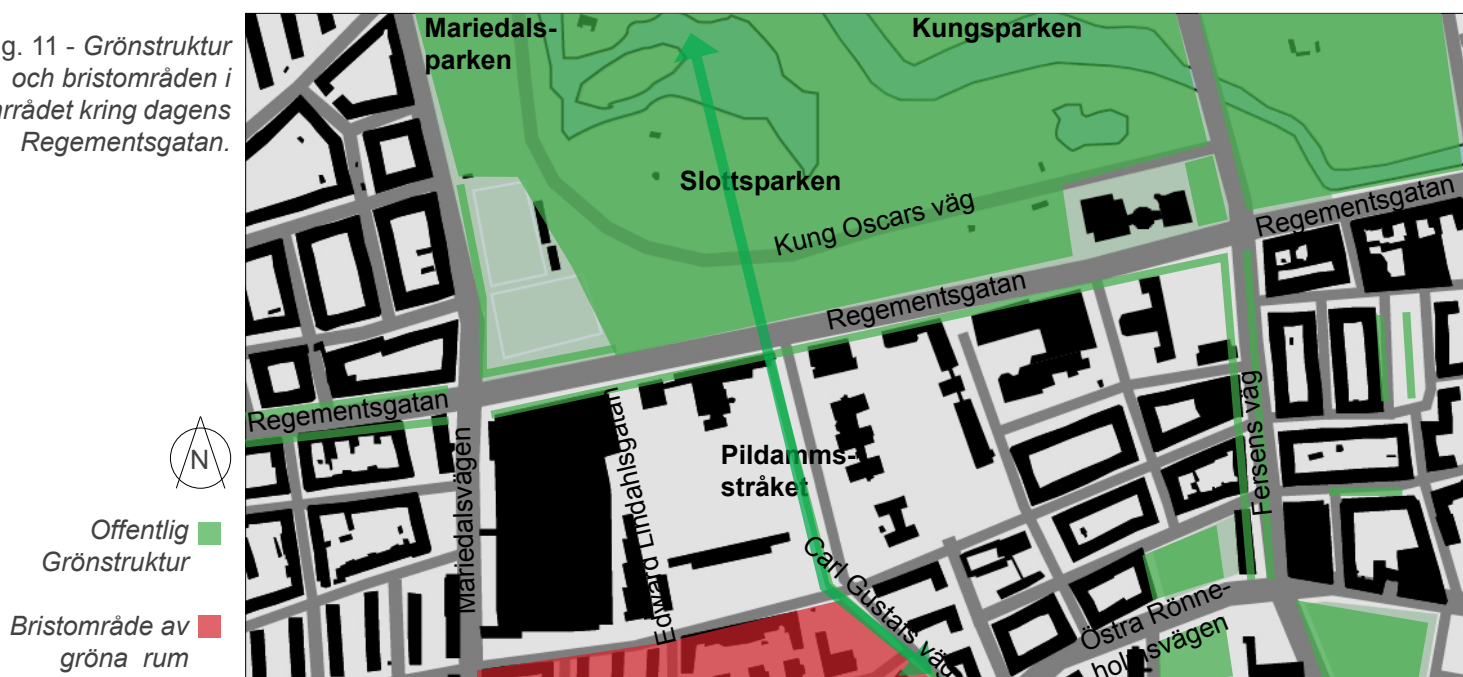 g. 11 - Grönstruktur
och bristområden i
området kring dagens
Regementsgatan.
N
Offentlig
Grönstruktur
Bristområde av
gröna rum
Mariedals-
parken
Kungsparken
Slottsparken
Kung Oscars väg
Regementsgatan
Regementsgatan
Regementsgatan
Mariedalsvägen
Edward Lindahlsgatan
Pildamms-
stråket
Carl Gustafs väg
Fersens väg
Östra Rönne-
holmsvägen